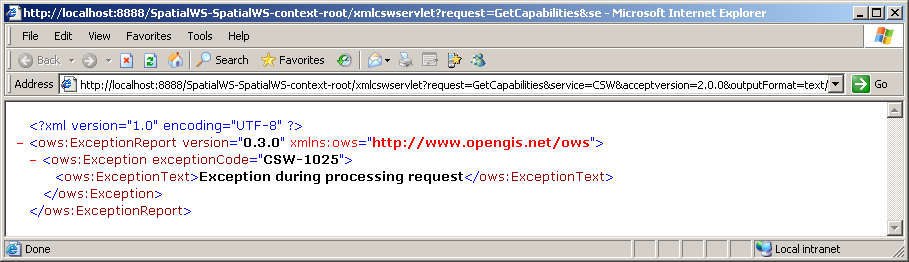 http://localhost:8888/SpatialWS-SpatialWS-context-root/xmlcswservlet?request=GetCapabilities&se - Microsoft Internet Explorer
File Edit View Favorites Tools Help
Back Search Favorites
Address http://localhost:8888/SpatialWS-SpatialWS-context-root/xmlcswservlet?request=GetCapabilities&service=CSW&acceptversion=2.0.0&outputFormat=text/ Go
<?xml version="1.0" encoding="UTF-8" ?>
- <ows:ExceptionReport version="0.3.0" xmlns:ows="http://www.opengis.net/ows">
- <ows:Exception exceptionCode="CSW-1025">
<ows:ExceptionText>Exception during processing request</ows:ExceptionText>
</ows:Exception>
</ows:ExceptionReport>
Done Local intranet